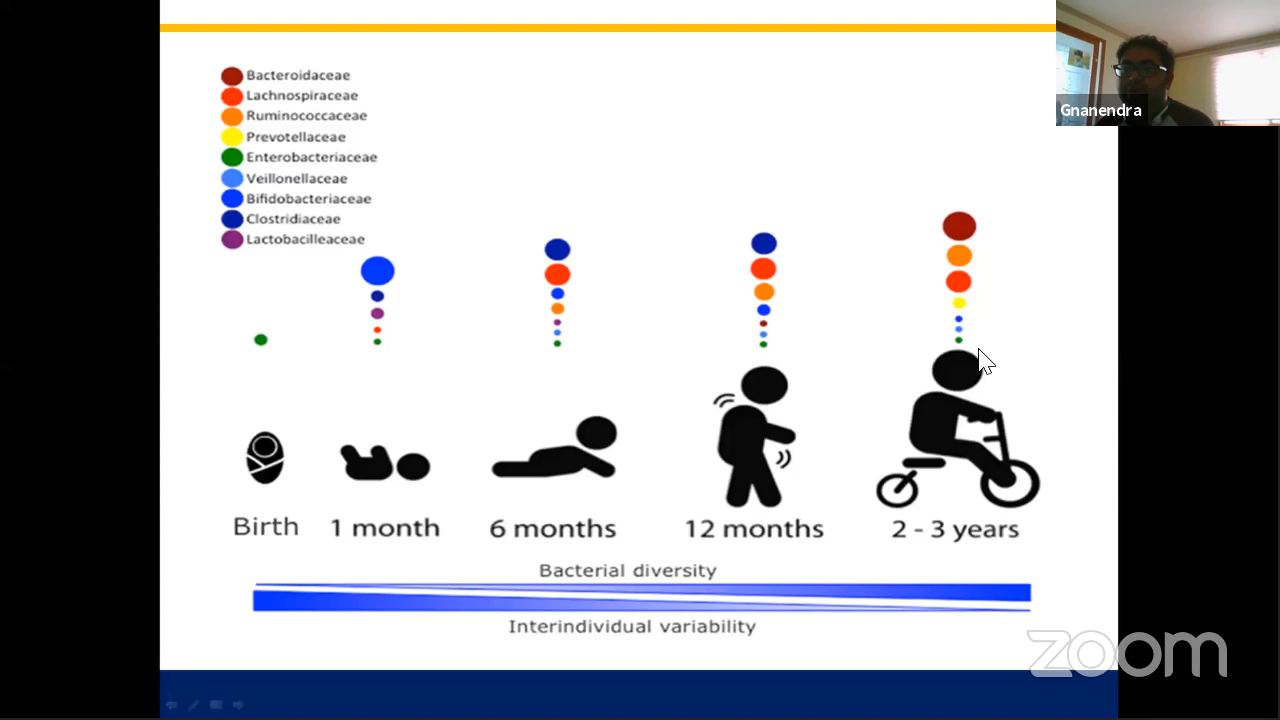 Bacteroidaceae
Lachnospiraceae
Ruminococcaceae
Prevotellaceae
Enterobacteriaceae
Veillonellaceae
Bifidobacteriaceae
Clostridiaceae
Lactobacilleaceae
Gnanendra
Birth 1 month 6 months 12 months 2 - 3 years
Bacterial diversity
Interindividual variability
zoom